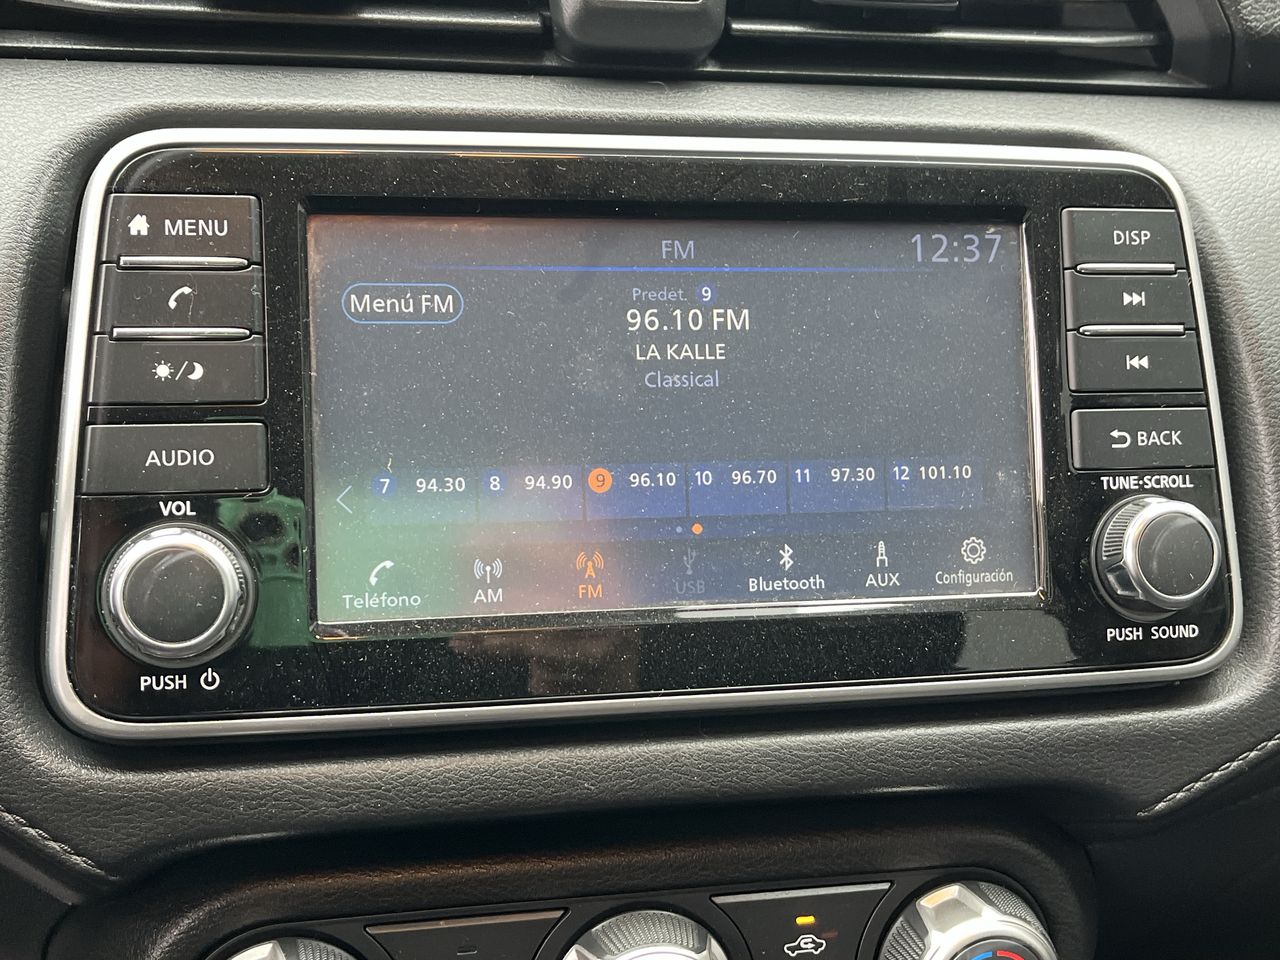 MENU
AUDIO
VOL
PUSH
FM
12:37
Menú FM
Predet. 9
96.10 FM
LA KALLE
Classical
7 94.30 8 94.90 9 96.10 10 96.70 11 97.30 12 101.10
Teléfono AM FM USB Bluetooth AUX Configuración
DISP
BACK
TUNE·SCROLL
PUSH SOUND